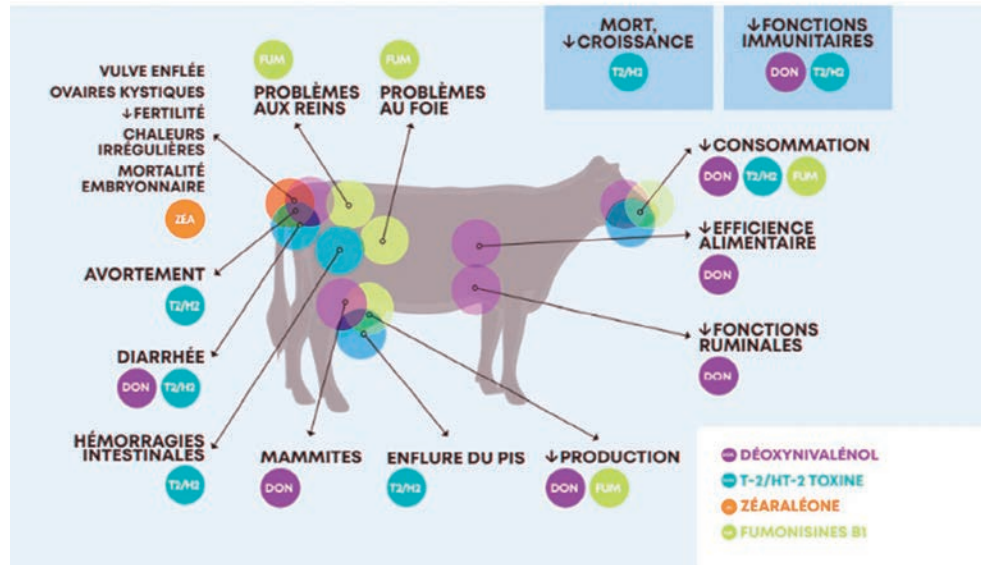 MORT,
↓CROISSANCE
T2/H2
↓FONCTIONS
IMMUNITAIRES
DON T2/H2
FUM
PROBLÈMES
AUX REINS
FUM
PROBLÈMES
AU FOIE
VULVE ENFLÉE
OVAIRES KYSTIQUES
↓FERTILITÉ
CHALEURS
IRRÉGULIÈRES
MORTALITÉ
EMBRYONNAIRE
ZÉA
↓CONSOMMATION
DON T2/H2 FUM
↓EFFICIENCE
ALIMENTAIRE
DON
AVORTEMENT
T2/H2
↓FONCTIONS
RUMINALES
DON
DIARRHÉE
DON T2/H2
HÉMORRAGIES
INTESTINALES
T2/H2
MAMMITES
DON
ENFLURE DU PIS
T2/H2
↓PRODUCTION
DON FUM
DÉOXYNIVALÉNOL
T-2/HT-2 TOXINE
ZÉARALÉONE
FUMONISINES B1